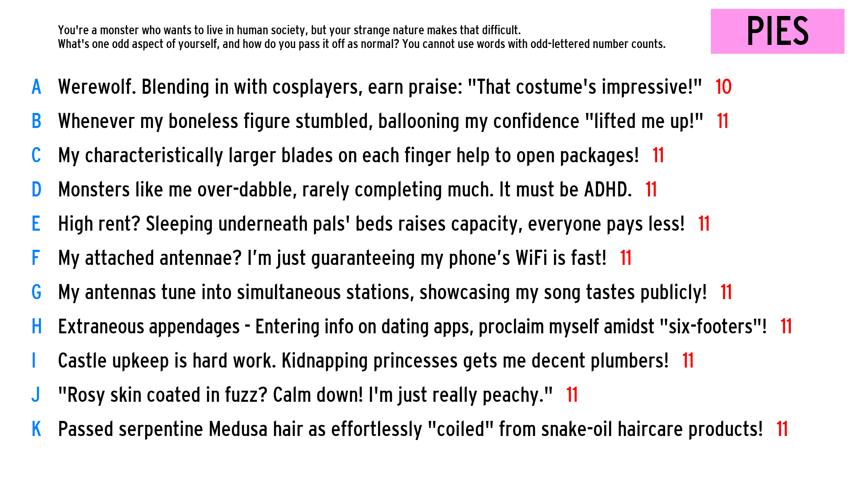 You're a monster who wants to live in human society, but your strange nature makes that difficult.
What's one odd aspect of yourself, and how do you pass it off as normal? You cannot use words with odd-lettered number counts.
PIES
A Werewolf. Blending in with cosplayers, earn praise: "That costume's impressive!" 10
B Whenever my boneless figure stumbled, ballooning my confidence "lifted me up!" 11
C My characteristically larger blades on each finger help to open packages! 11
D Monsters like me over-dabble, rarely completing much. It must be ADHD. 11
E High rent? Sleeping underneath pals' beds raises capacity, everyone pays less! 11
F My attached antennae? I’m just guaranteeing my phone’s WiFi is fast! 11
G My antennas tune into simultaneous stations, showcasing my song tastes publicly! 11
H Extraneous appendages - Entering info on dating apps, proclaim myself amidst "six-footers"! 11
I Castle upkeep is hard work. Kidnapping princesses gets me decent plumbers! 11
J "Rosy skin coated in fuzz? Calm down! I'm just really peachy." 11
K Passed serpentine Medusa hair as effortlessly "coiled" from snake-oil haircare products! 11